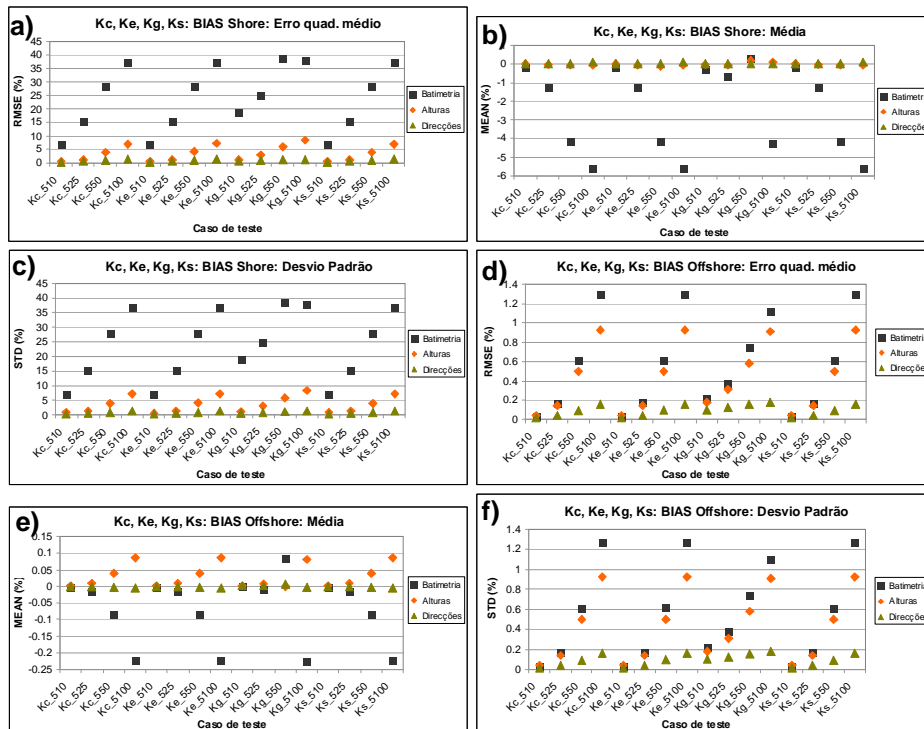 a)
Kc, Ke, Kg, Ks: BIAS Shore: Erro quad. médio
RMSE (%)
45
40
35
30
25
20
15
10
5
0
Kc_510
Kc_525
Kc_550
Kc_5100
Ke_510
Ke_525
Ke_550
Ke_5100
Kg_510
Kg_525
Kg_550
Kg_5100
Ks_510
Ks_525
Ks_550
Ks_5100
Caso de teste
Batimetria
Alturas
Direcções
b)
Kc, Ke, Kg, Ks: BIAS Shore: Média
MEAN (%)
0
-1
-2
-3
-4
-5
-6
Kc_510
Kc_525
Kc_550
Kc_5100
Ke_510
Ke_525
Ke_550
Ke_5100
Kg_510
Kg_525
Kg_550
Kg_5100
Ks_510
Ks_525
Ks_550
Ks_5100
Caso de teste
Batimetria
Alturas
Direcções
c)
Kc, Ke, Kg, Ks: BIAS Shore: Desvio Padrão
STD (%)
45
40
35
30
25
20
15
10
5
0
Kc_510
Kc_525
Kc_550
Kc_5100
Ke_510
Ke_525
Ke_550
Ke_5100
Kg_510
Kg_525
Kg_550
Kg_5100
Ks_510
Ks_525
Ks_550
Ks_5100
Caso de teste
Batimetria
Alturas
Direcções
d)
Kc, Ke, Kg, Ks: BIAS Offshore: Erro quad. médio
RMSE (%)
1.4
1.2
1
0.8
0.6
0.4
0.2
0
Kc_510
Kc_525
Kc_550
Kc_5100
Ke_510
Ke_525
Ke_550
Ke_5100
Kg_510
Kg_525
Kg_550
Kg_5100
Ks_510
Ks_525
Ks_550
Ks_5100
Caso de teste
Batimetria
Alturas
Direcções
e)
Kc, Ke, Kg, Ks: BIAS Offshore: Média
MEAN (%)
0.1
0.05
0
-0.05
-0.1
-0.15
-0.2
-0.25
Kc_510
Kc_525
Kc_550
Kc_5100
Ke_510
Ke_525
Ke_550
Ke_5100
Kg_510
Kg_525
Kg_550
Kg_5100
Ks_510
Ks_525
Ks_550
Ks_5100
Caso de teste
Batimetria
Alturas
Direcções
f)
Kc, Ke, Kg, Ks: BIAS Offshore: Desvio Padrão
STD (%)
1.4
1.2
1
0.8
0.6
0.4
0.2
0
Kc_510
Kc_525
Kc_550
Kc_5100
Ke_510
Ke_525
Ke_550
Ke_5100
Kg_510
Kg_525
Kg_550
Kg_5100
Ks_510
Ks_525
Ks_550
Ks_5100
Caso de teste
Batimetria
Alturas
Direcções